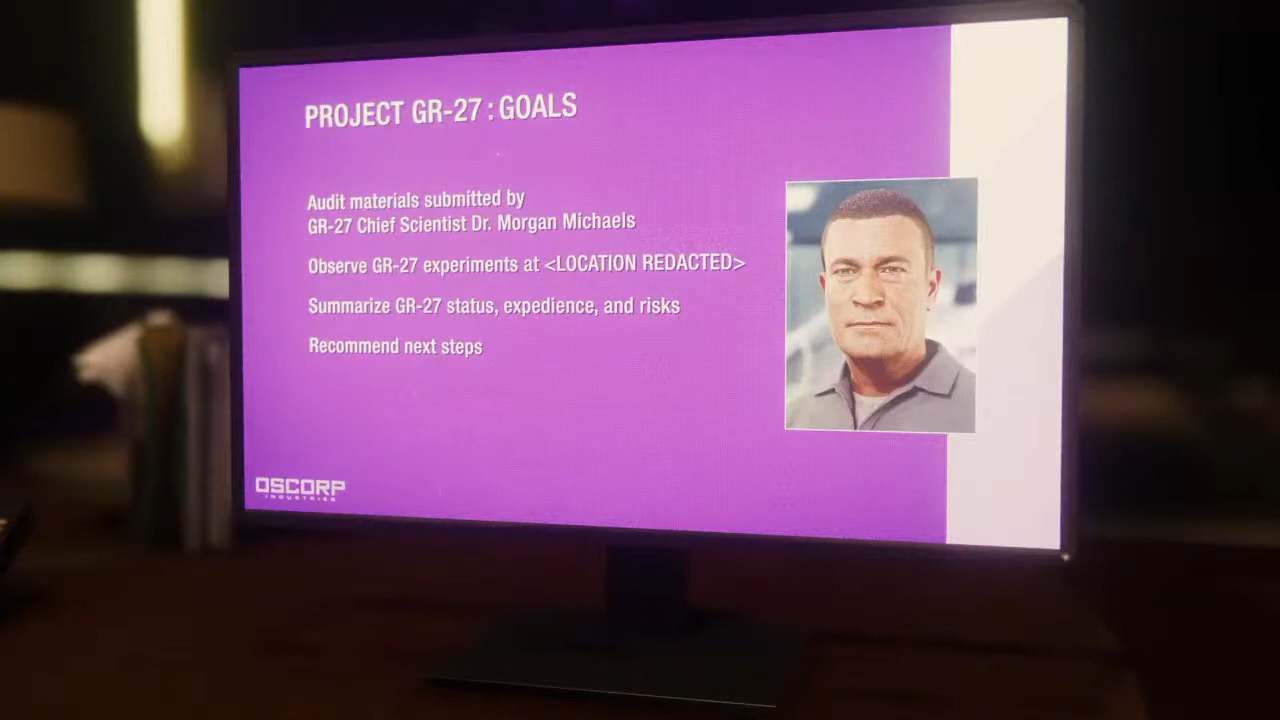 PROJECT GR-27 : GOALS
Audit materials submitted by
GR-27 Chief Scientist Dr. Morgan Michaels
Observe GR-27 experiments at <LOCATION REDACTED>
Summarize GR-27 status, expedience, and risks
Recommend next steps
OSCORP
INDUSTRIES